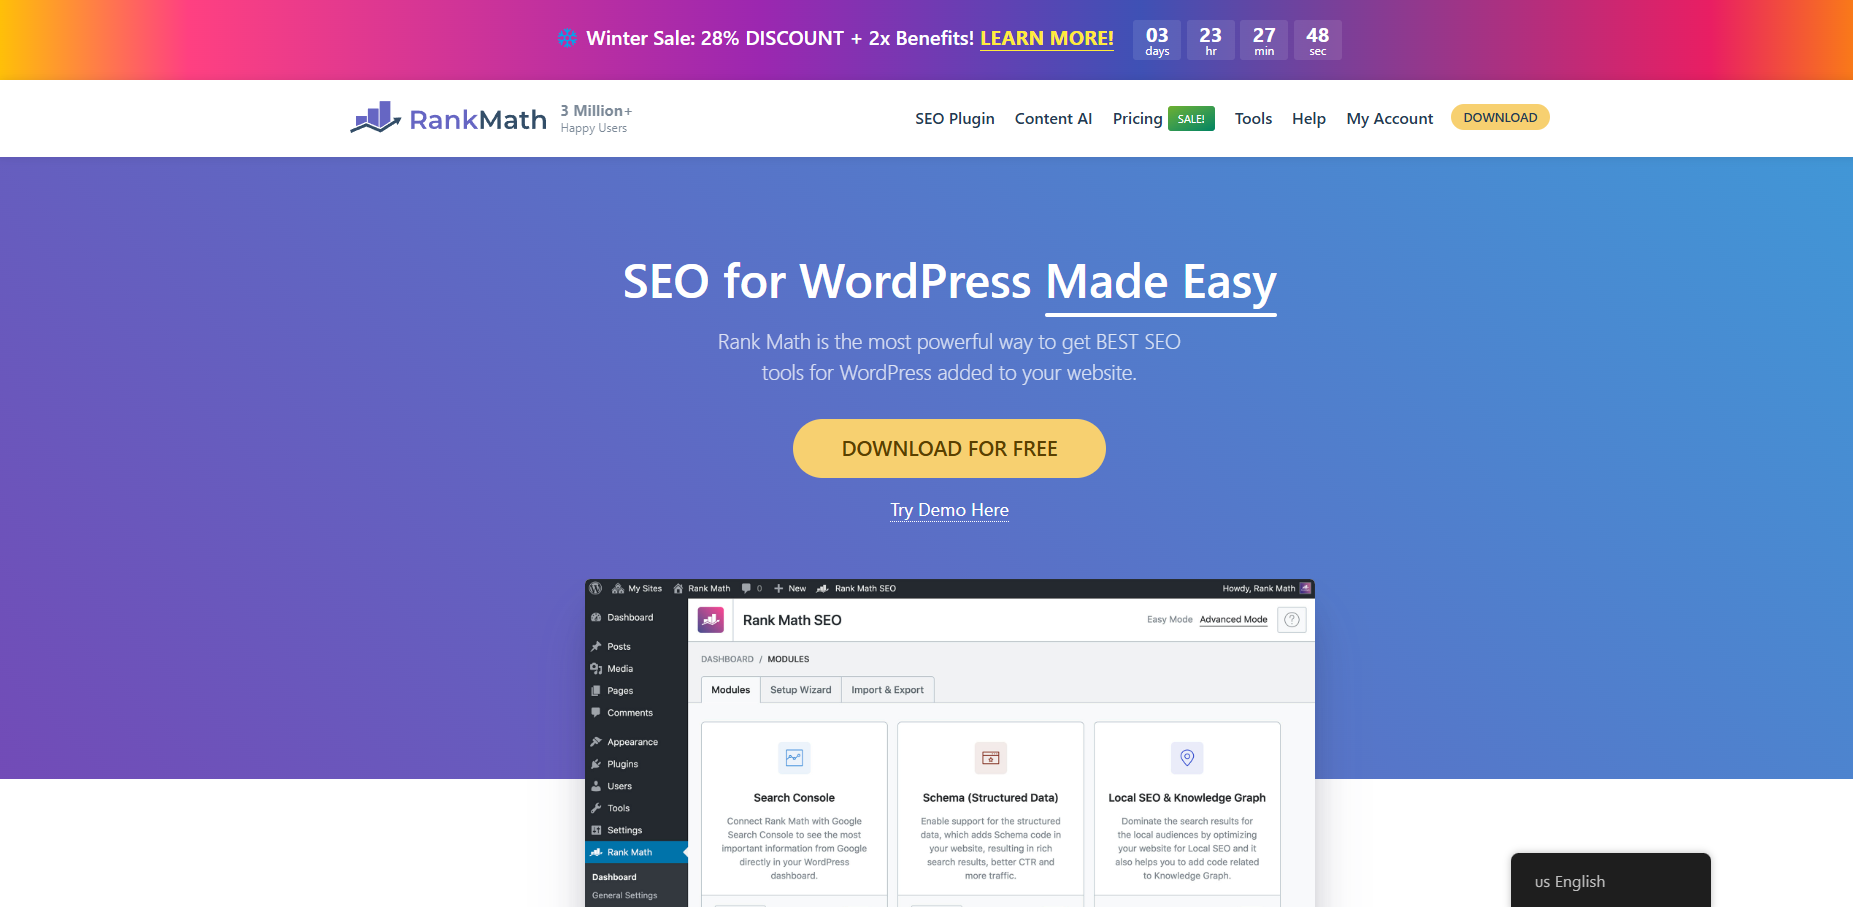 Winter Sale: 28% DISCOUNT + 2x Benefits! LEARN MORE!
03 days 23 hr 27 min 48 sec
RankMath
3 Million+
Happy Users
SEO Plugin Content AI Pricing SALE! Tools Help My Account DOWNLOAD
SEO for WordPress Made Easy
Rank Math is the most powerful way to get BEST SEO
tools for WordPress added to your website.
DOWNLOAD FOR FREE
Try Demo Here
My Sites Rank Math 0 New Rank Math SEO Howdy, Rank Math
Dashboard
Posts
Media
Pages
Comments
Appearance
Plugins
Users
Tools
Settings
Rank Math
Dashboard
General Settings
Rank Math SEO
Easy Mode Advanced Mode ?
DASHBOARD / MODULES
Modules Setup Wizard Import & Export
Search Console
Connect Rank Math with Google
Search Console to see the most
important information from Google
directly in your WordPress
dashboard.
Schema (Structured Data)
Enable support for the structured
data, which adds Schema code in
your website, resulting in rich
search results, better CTR and
more traffic.
Local SEO & Knowledge Graph
Dominate the search results for
the local audiences by optimizing
your website for Local SEO and it
also helps you to add code related
to Knowledge Graph.
us English